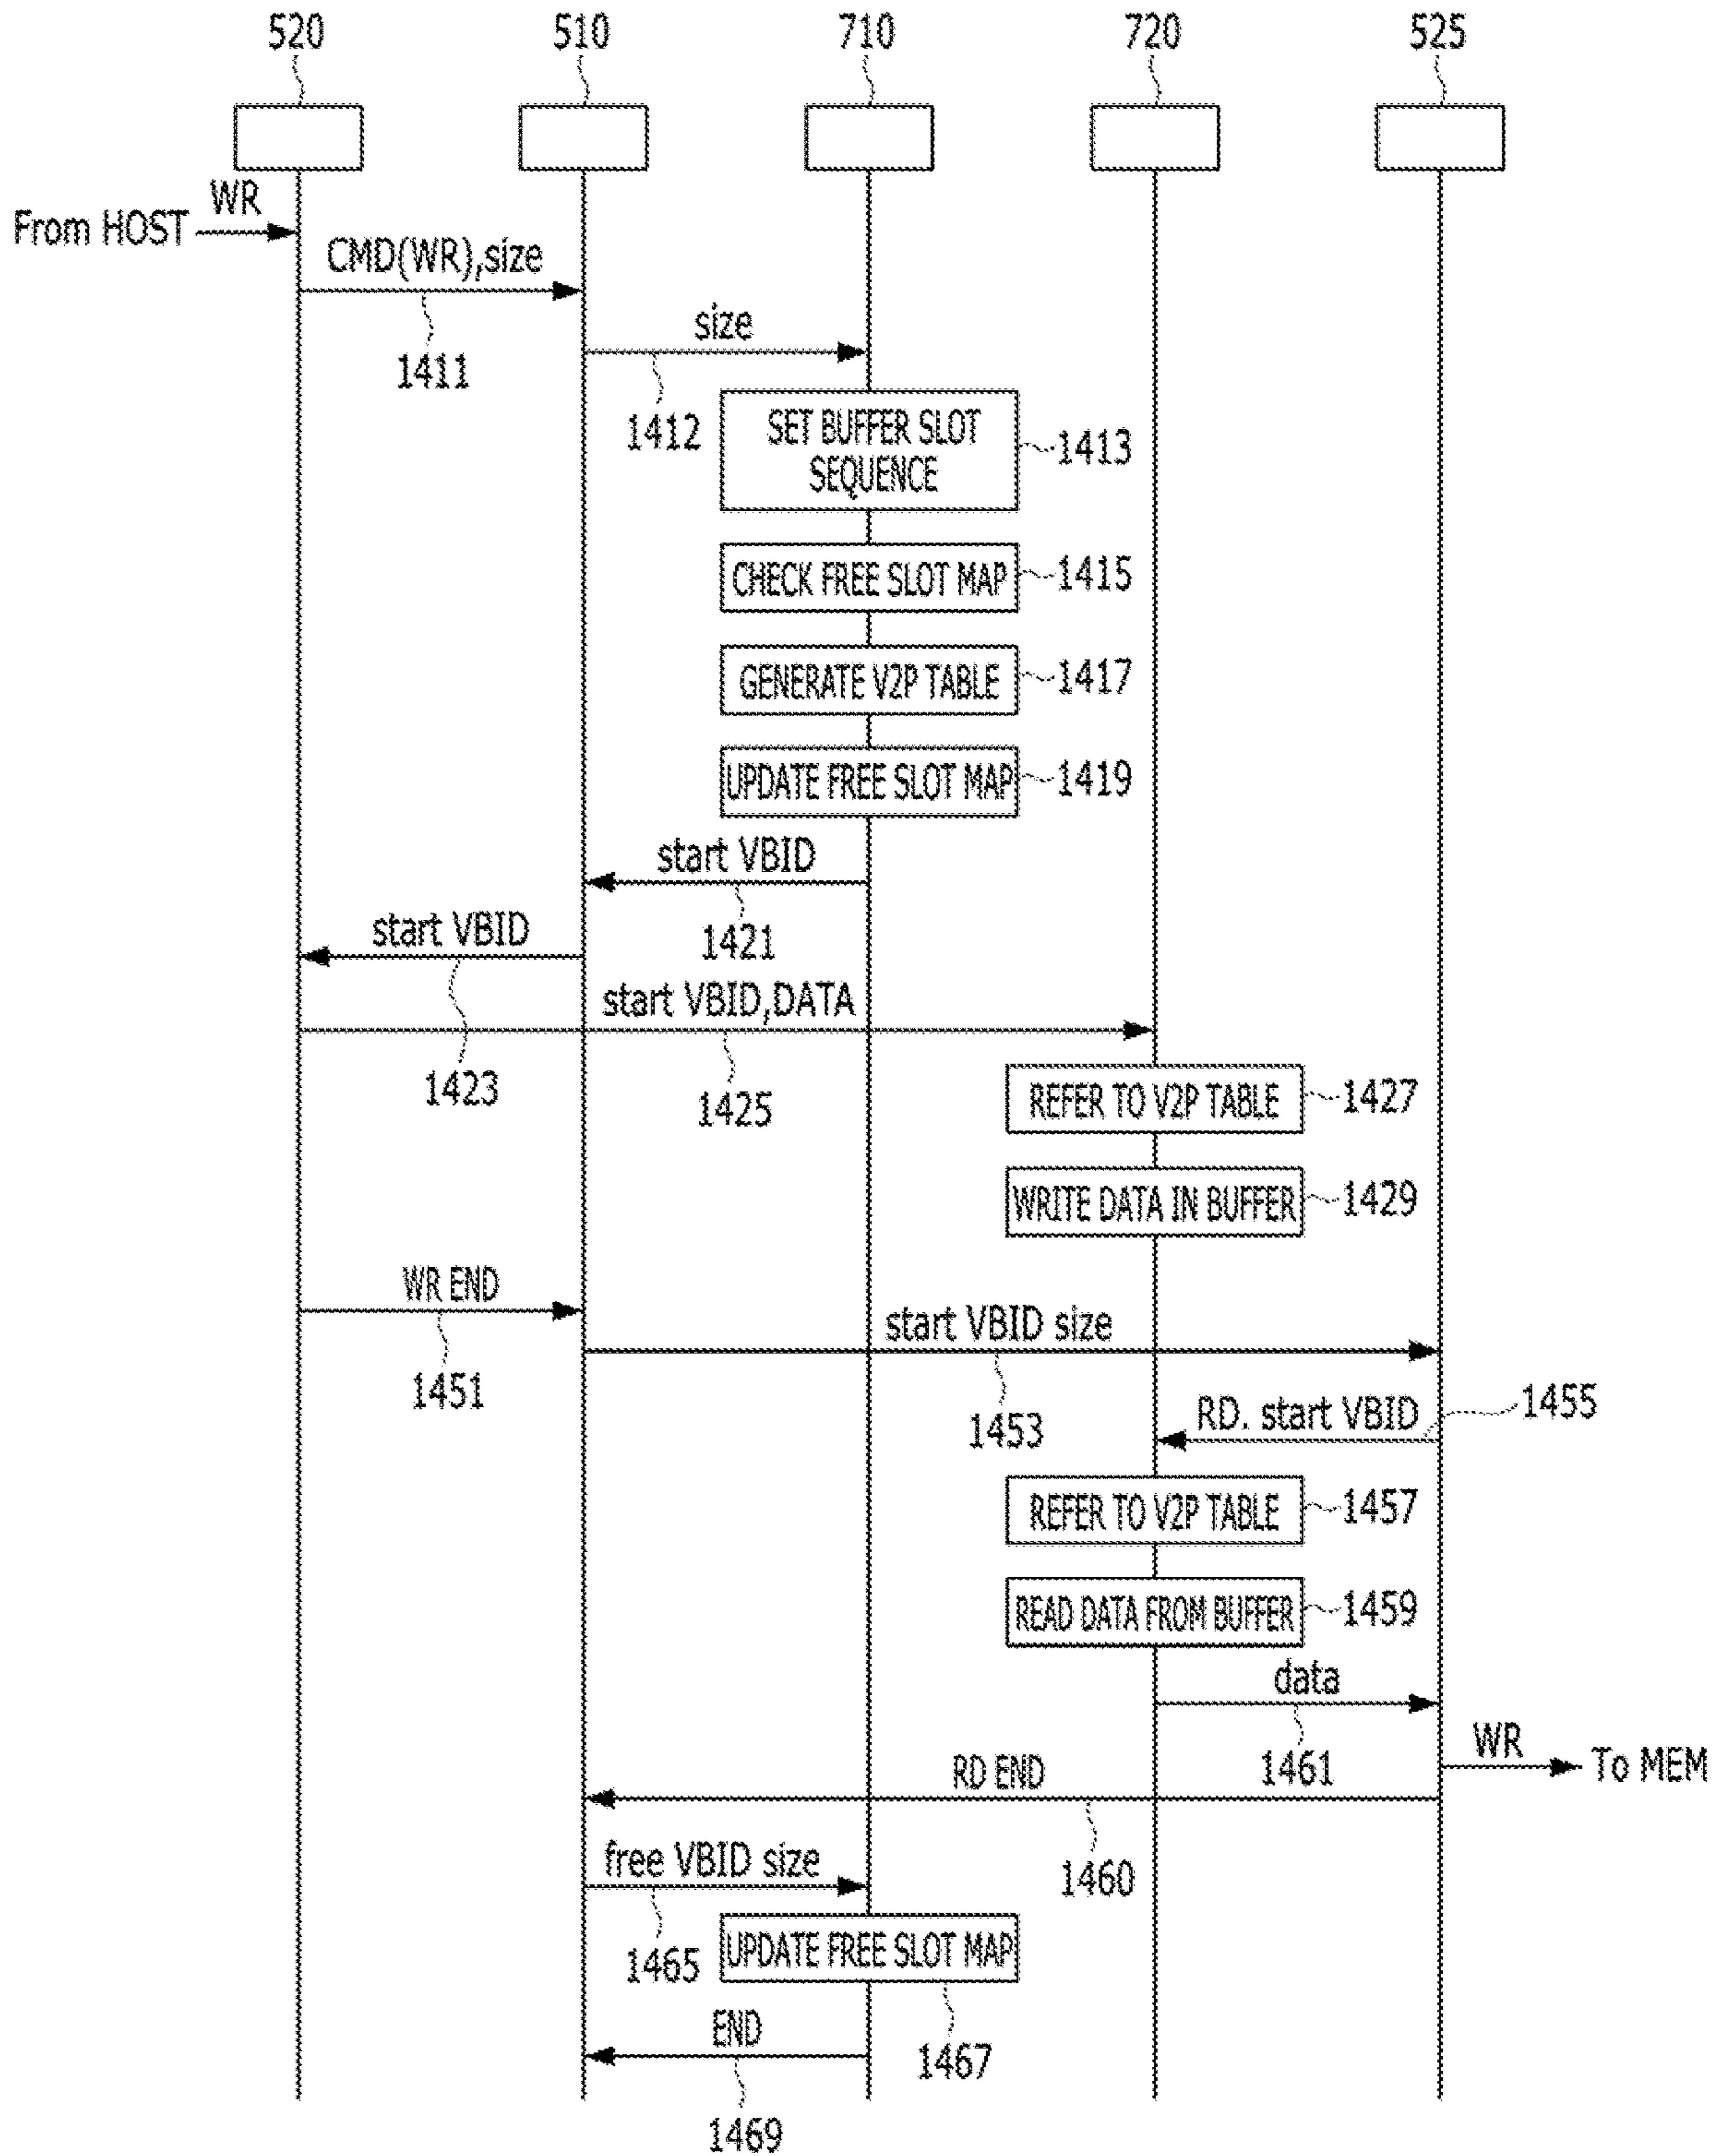 520 510 710 720 525
WR
From HOST
CMD(WR),size
1411
size
1412
SET BUFFER SLOT
SEQUENCE
1413
CHECK FREE SLOT MAP
1415
GENERATE V2P TABLE
1417
UPDATE FREE SLOT MAP
1419
start VBID
1421
start VBID
1423
start VBID,DATA
1425
REFER TO V2P TABLE
1427
WRITE DATA IN BUFFER
1429
WR END
1451
start VBID size
1453
RD. start VBID
1455
REFER TO V2P TABLE
1457
READ DATA FROM BUFFER
1459
data
1461
WR
To MEM
RD END
1460
free VBID size
1465
UPDATE FREE SLOT MAP
1467
END
1469